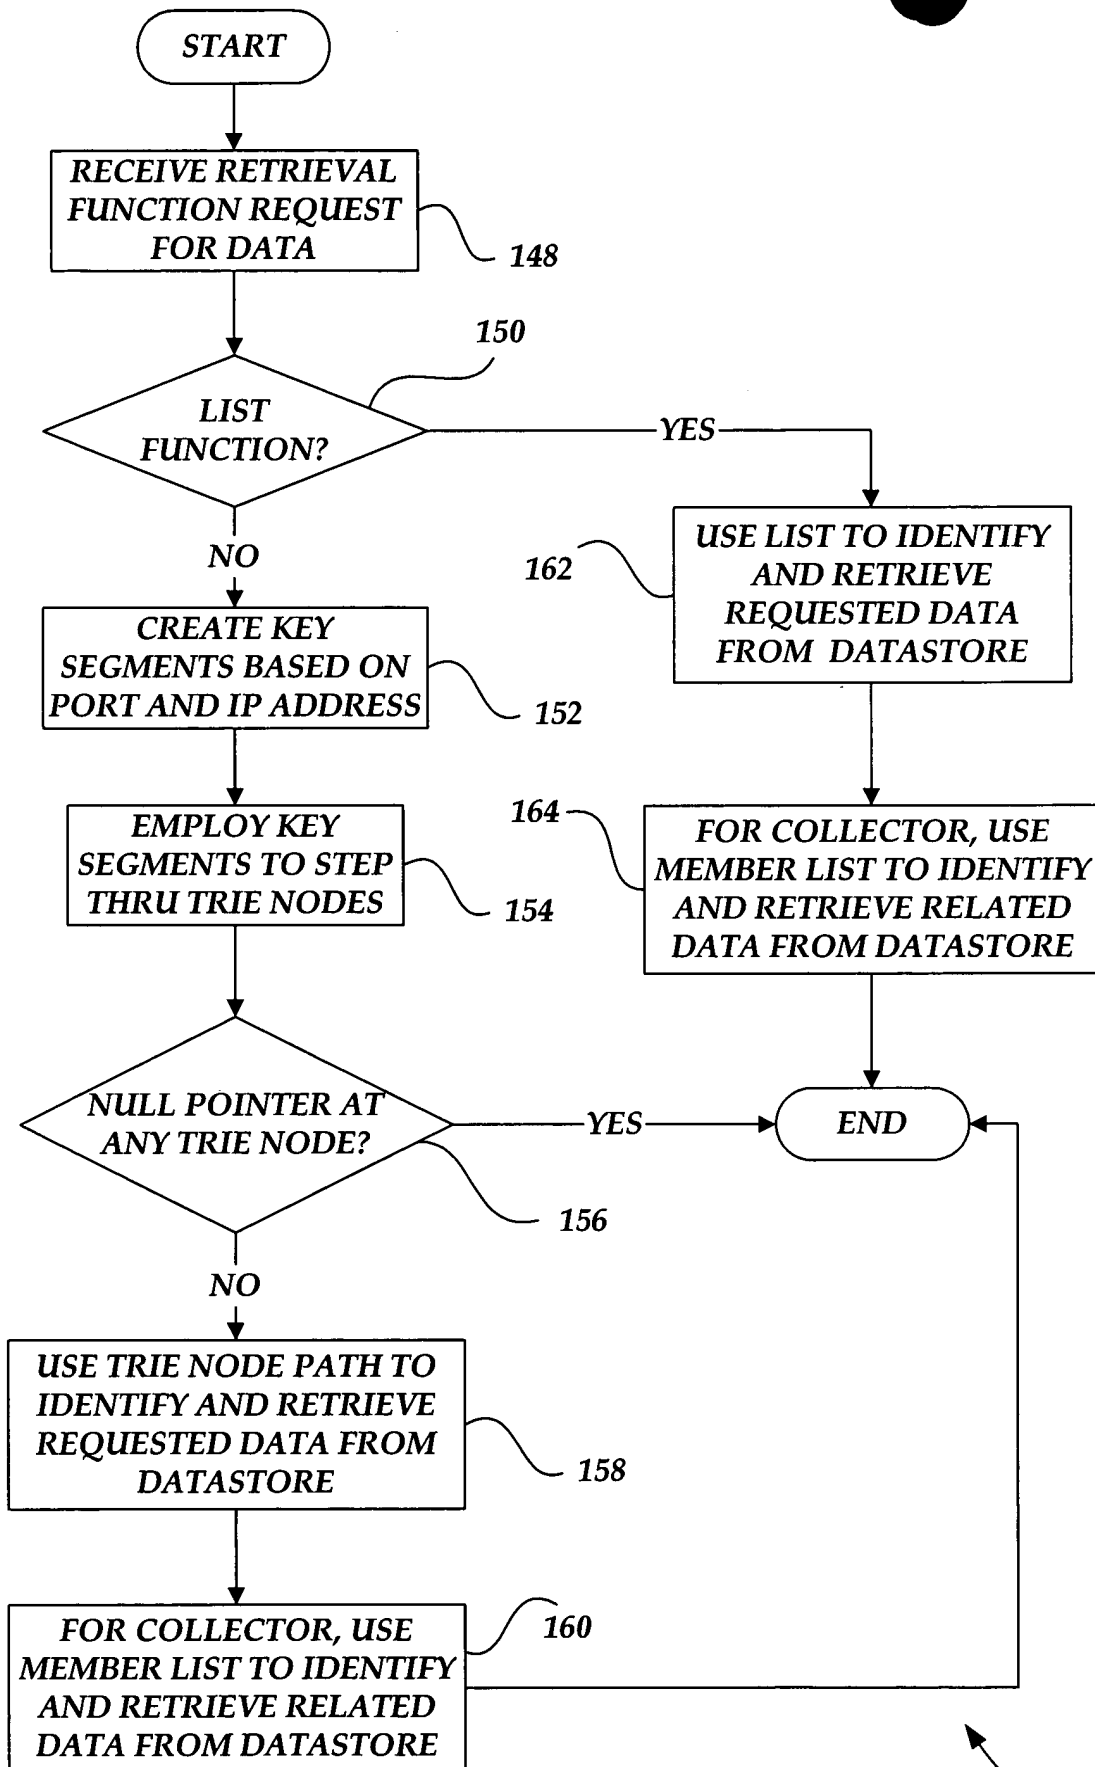 START
RECEIVE RETRIEVAL
FUNCTION REQUEST
FOR DATA
148
150
LIST
FUNCTION?
YES
NO
USE LIST TO IDENTIFY
AND RETRIEVE
REQUESTED DATA
FROM DATASTORE
162
CREATE KEY
SEGMENTS BASED ON
PORT AND IP ADDRESS
152
EMPLOY KEY
SEGMENTS TO STEP
THRU TRIE NODES
154
164
FOR COLLECTOR, USE
MEMBER LIST TO IDENTIFY
AND RETRIEVE RELATED
DATA FROM DATASTORE
NULL POINTER AT
ANY TRIE NODE?
YES
END
156
NO
USE TRIE NODE PATH TO
IDENTIFY AND RETRIEVE
REQUESTED DATA FROM
DATASTORE
158
FOR COLLECTOR, USE
MEMBER LIST TO IDENTIFY
AND RETRIEVE RELATED
DATA FROM DATASTORE
160